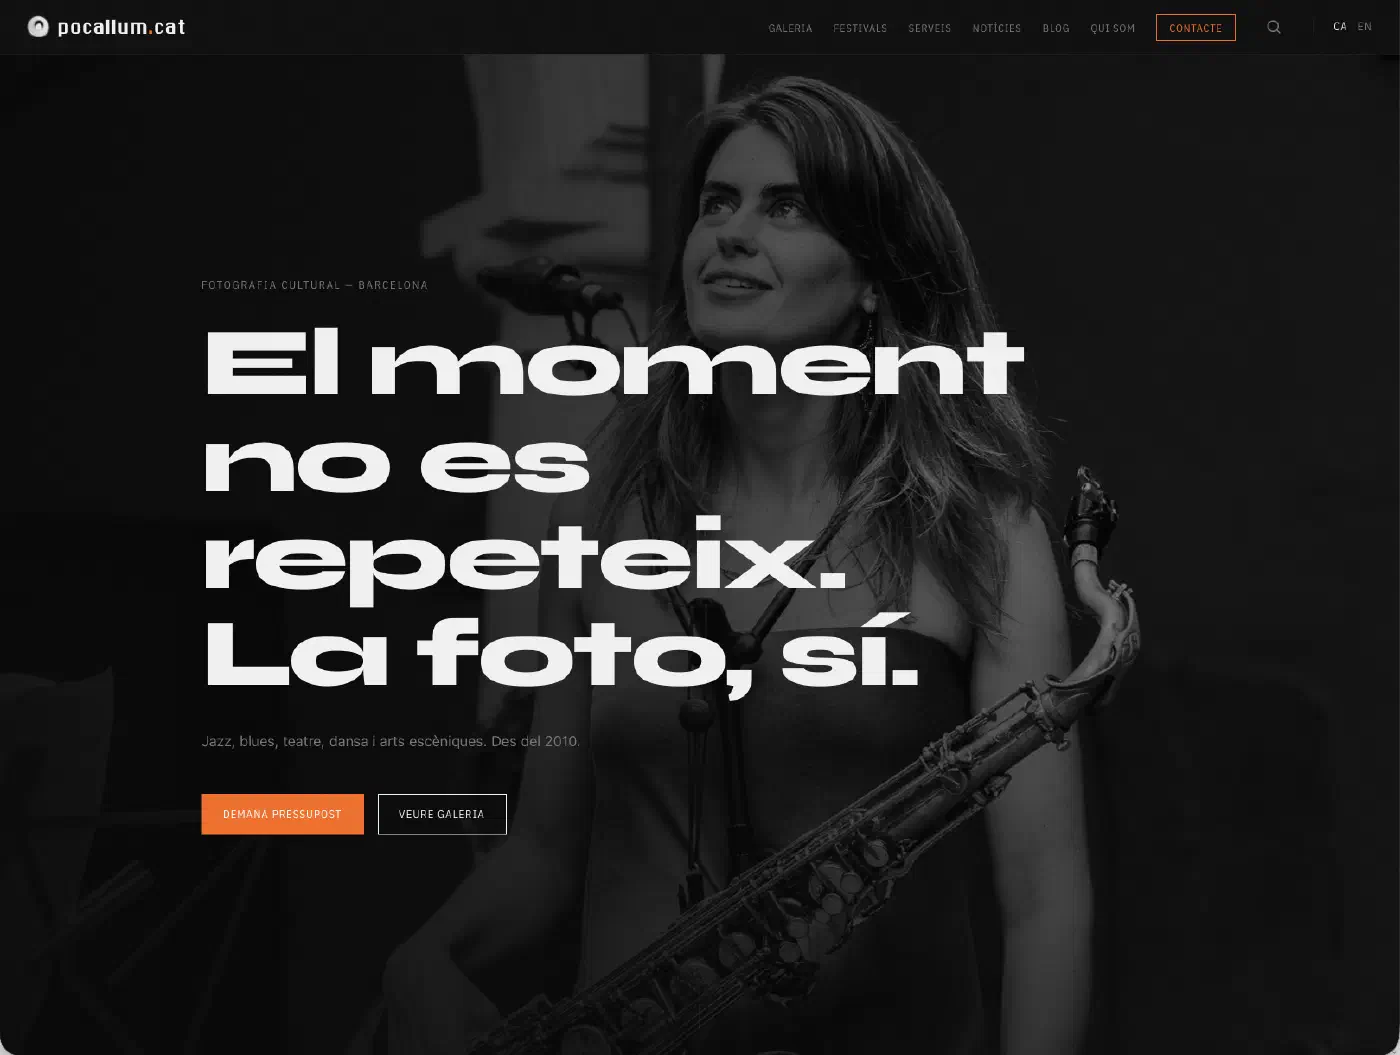 pocallum.cat
GALERIA FESTIVALS SERVEIS NOTÍCIES BLOG QUI SOM CONTACTE CA EN
FOTOGRAFIA CULTURAL — BARCELONA
El moment
no es
repeteix.
La foto, sí.
Jazz, blues, teatre, dansa i arts escèniques. Des del 2010.
DEMANA PRESSUPOST VEURE GALERIA